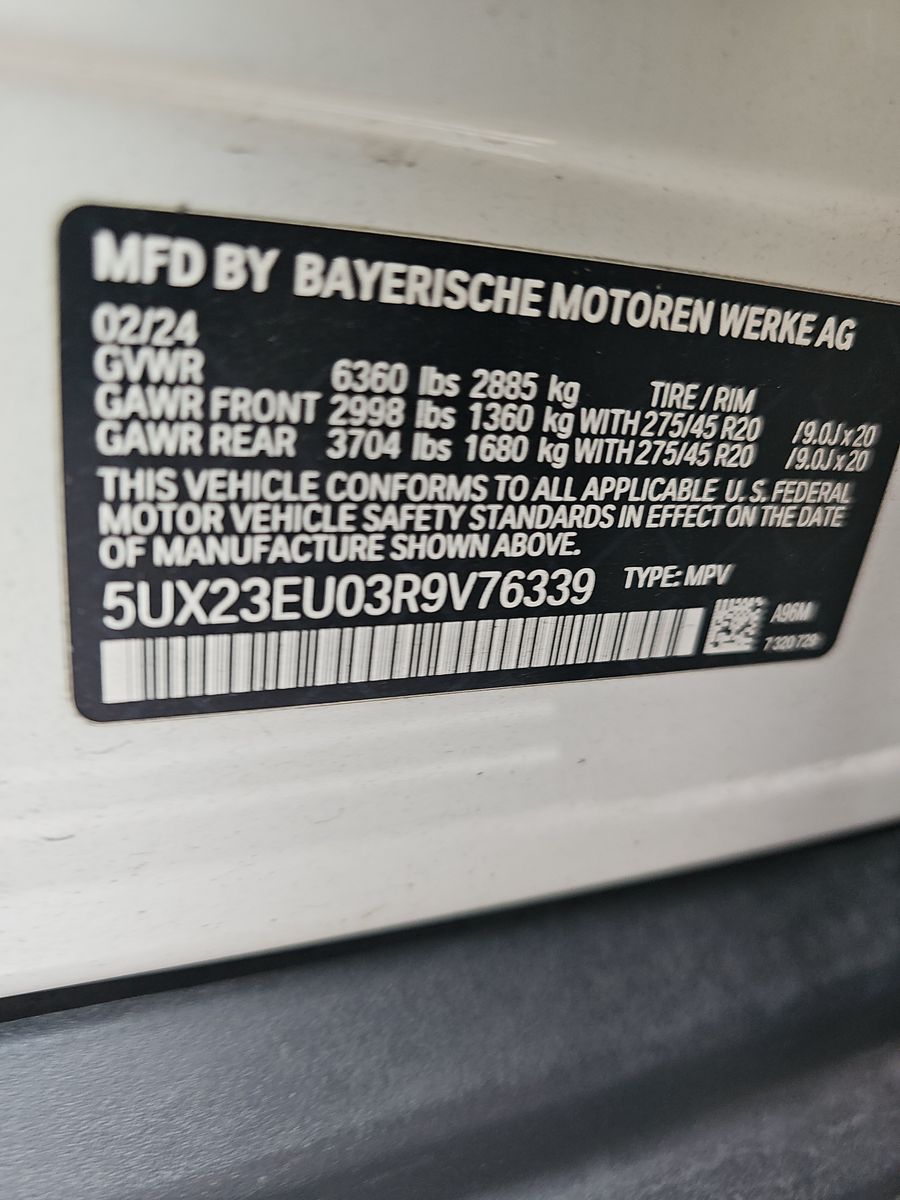 MFD BY BAYERISCHE MOTOREN WERKE AG
02/24
GVWR 6360 lbs 2885 kg TIRE / RIM
GAWR FRONT 2998 lbs 1360 kg WITH 275/45 R20 /9.0J x 20
GAWR REAR 3704 lbs 1680 kg WITH 275/45 R20 /9.0J x 20
THIS VEHICLE CONFORMS TO ALL APPLICABLE U. S. FEDERAL
MOTOR VEHICLE SAFETY STANDARDS IN EFFECT ON THE DATE
OF MANUFACTURE SHOWN ABOVE.
5UX23EU03R9V76339 TYPE: MPV
A96M
7 320 729